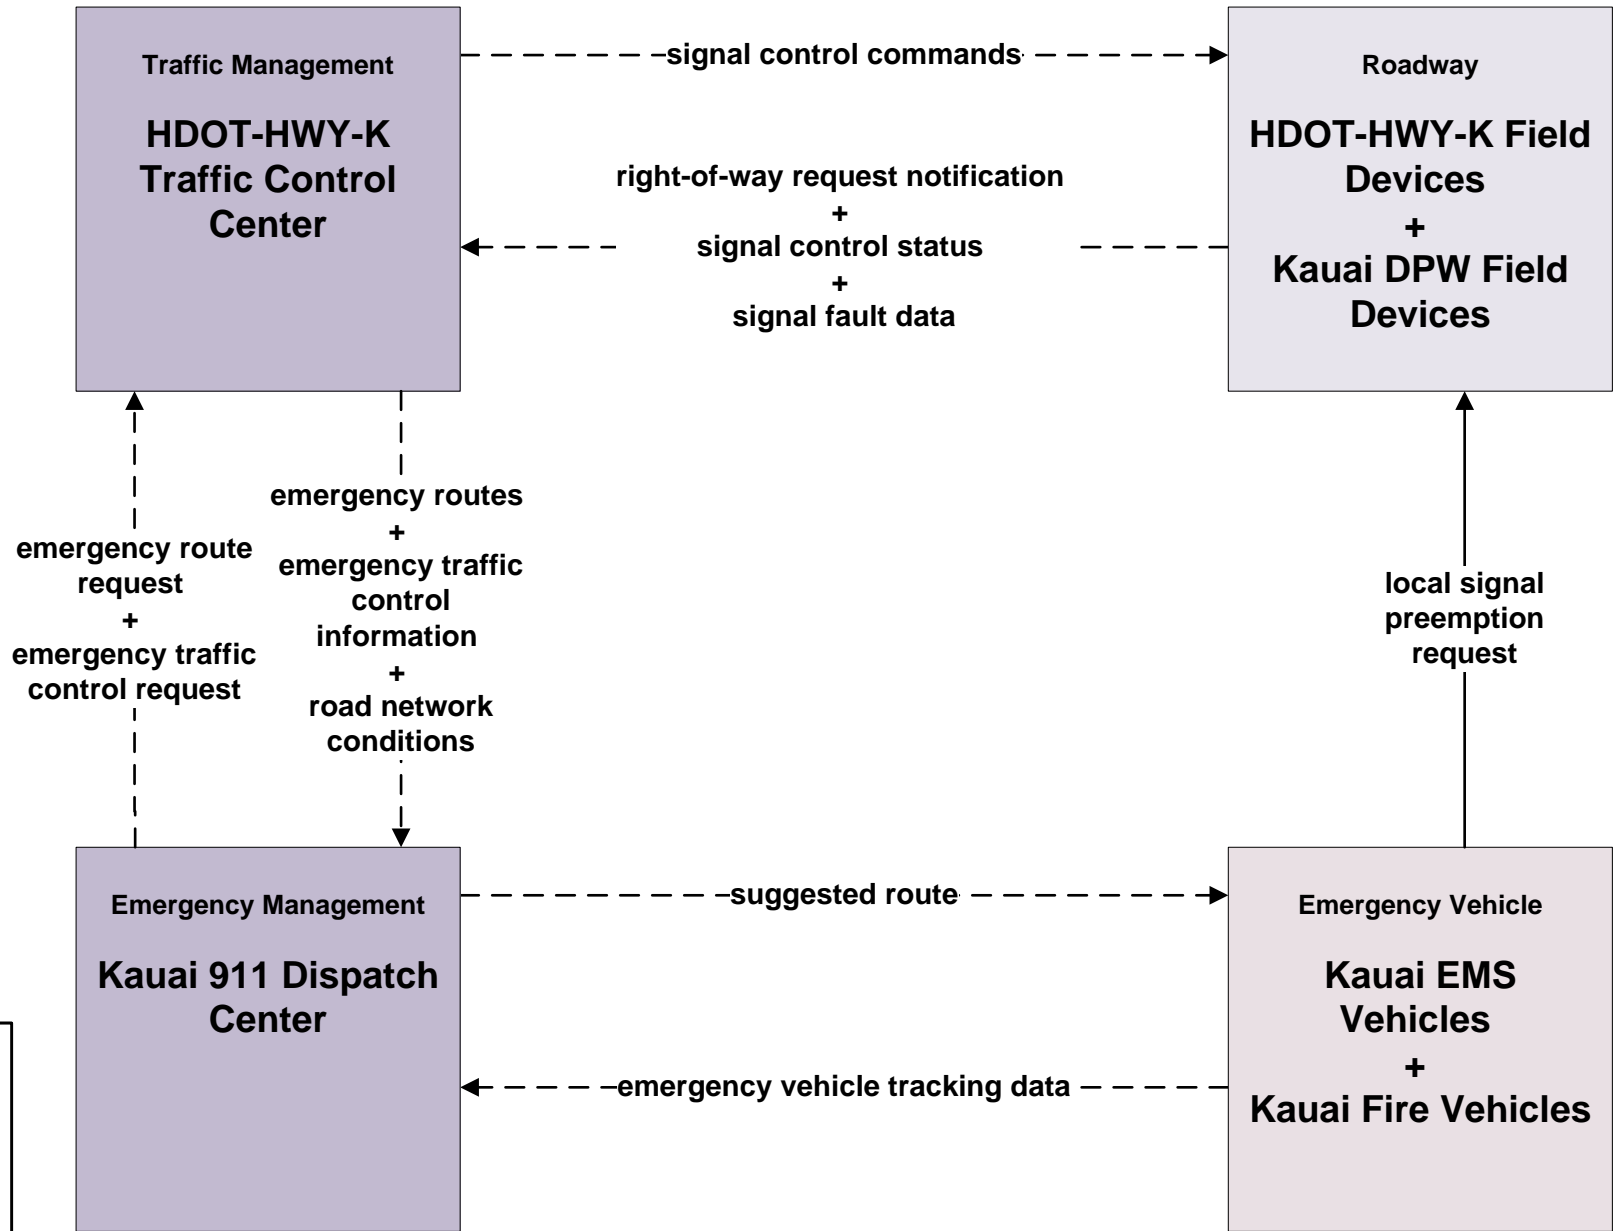 Traffic Management
HDOT-HWY-K
Traffic Control
Center
signal control commands
Roadway
HDOT-HWY-K Field
Devices
+
Kauai DPW Field
Devices
right-of-way request notification
+
signal control status
+
signal fault data
emergency route
request
+
emergency traffic
control request
emergency routes
+
emergency traffic
control
information
+
road network
conditions
local signal
preemption
request
Emergency Management
Kauai 911 Dispatch
Center
suggested route
emergency vehicle tracking data
Emergency Vehicle
Kauai EMS
Vehicles
+
Kauai Fire Vehicles